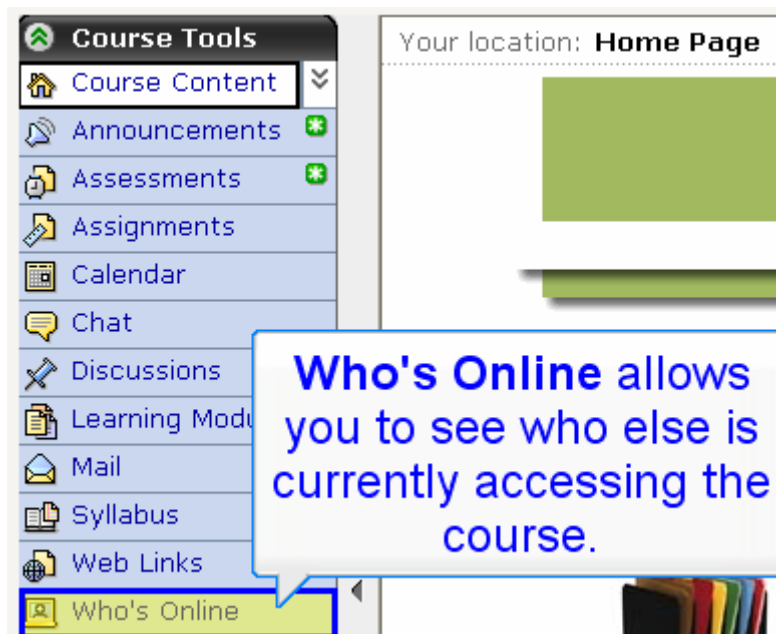 Course Tools
Your location: Home Page
Course Content
Announcements
Assessments
Assignments
Calendar
Chat
Discussions
Learning
Mail
Syllabus
Web Links
Who's Online
Who's Online allows
you to see who else is
currently accessing the
course.